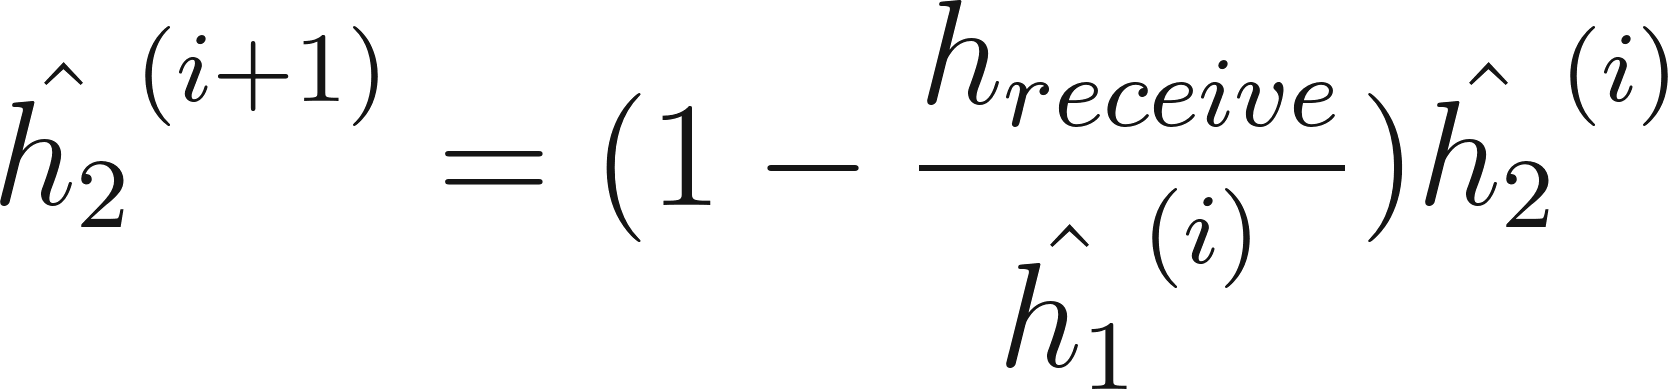 $\hat{h_2}^{(i+1)} = (1 - \frac{h_{receive}}{\hat{h_1}^{(i)}})\hat{h_2}^{(i)}$